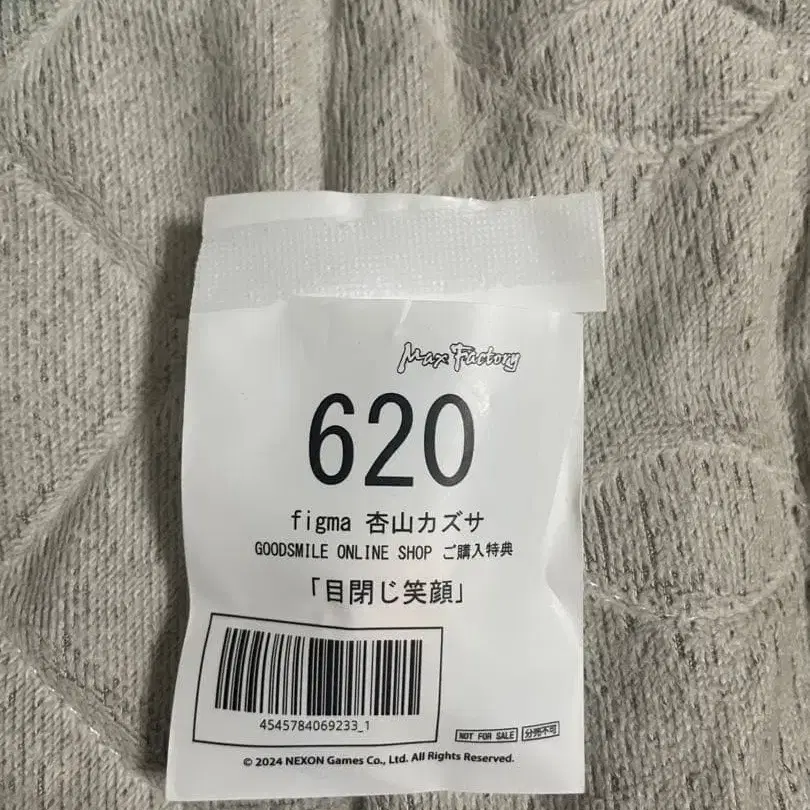 Max Factory
620
figma 杏山カズサ
GOODSMILE ONLINE SHOP ご購入特典
「目閉じ笑顔」
4545784069233_1
NOT FOR SALE 分売不可
© 2024 NEXON Games Co., Ltd. All Rights Reserved.